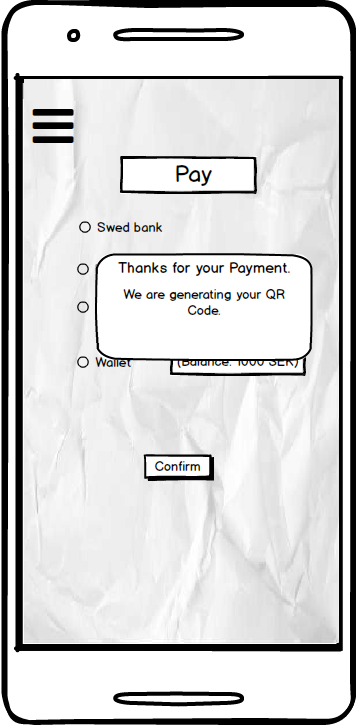 Pay
Swed bank
Thanks for your Payment.
We are generating your QR
Code.
Wallet
(Balance: 1000 SEK)
Confirm